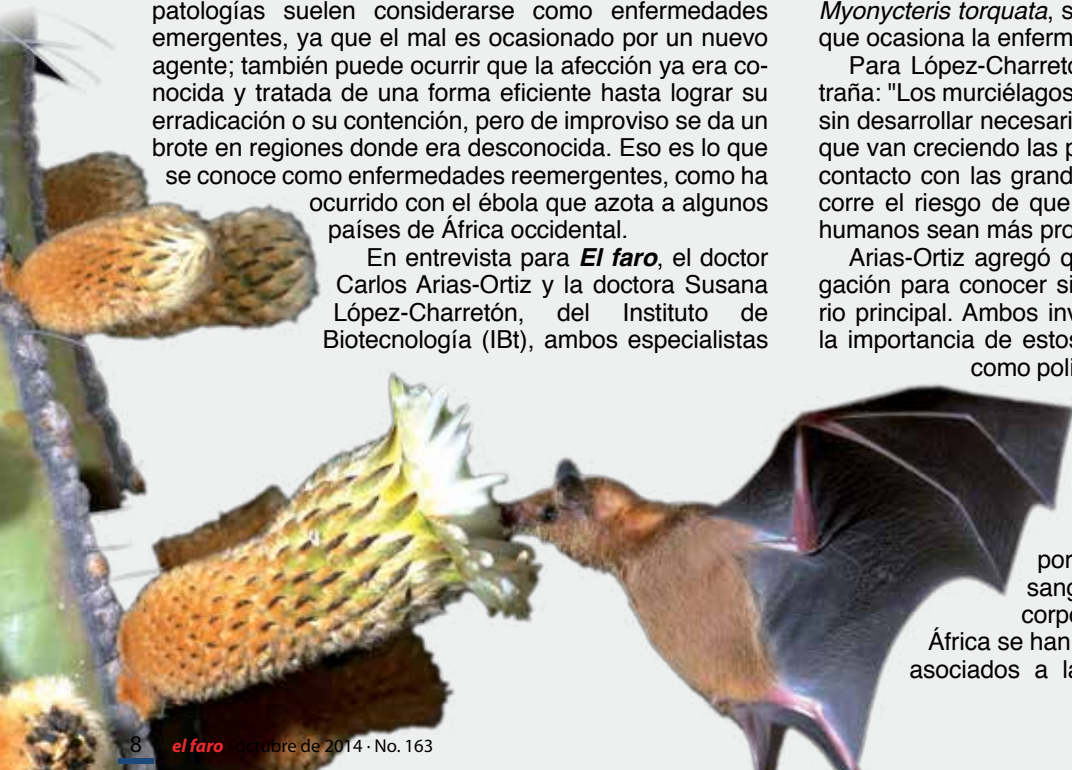 patologías suelen considerarse como enfermedades
emergentes, ya que el mal es ocasionado por un nuevo
agente; también puede ocurrir que la afección ya era co-
nocida y tratada de una forma eficiente hasta lograr su
erradicación o su contención, pero de improviso se da un
brote en regiones donde era desconocida. Eso es lo que
se conoce como enfermedades reemergentes, como ha
ocurrido con el ébola que azota a algunos
países de África occidental.
En entrevista para El faro, el doctor
Carlos Arias-Ortiz y la doctora Susana
López-Charretón, del Instituto de
Biotecnología (IBt), ambos especialistas
Myonycteris torquata, s
que ocasiona la enferm
Para López-Charretó
traña: "Los murciélagos
sin desarrollar necesari
que van creciendo las p
contacto con las grand
corre el riesgo de que
humanos sean más pro
Arias-Ortiz agregó q
gación para conocer si
rio principal. Ambos inv
la importancia de estos
como poli
por
sang
corpo
África se han
asociados a la
8 el faro octubre de 2014 · No. 163